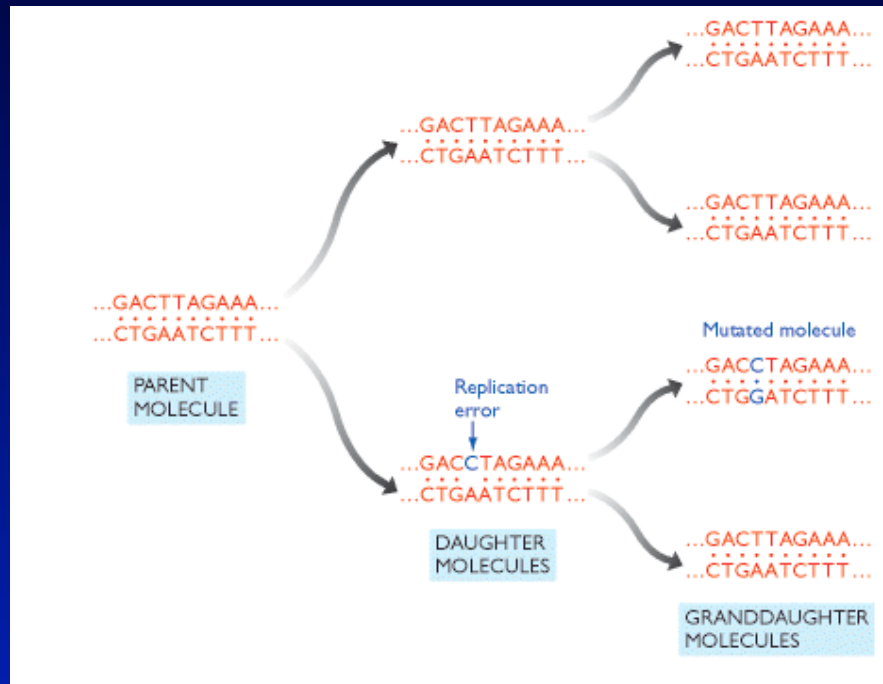 ...GACTTAGAAA...
...CTGAATCTTT...
...GACTTAGAAA...
...CTGAATCTTT...
...GACTTAGAAA...
...CTGAATCTTT...
...GACTTAGAAA...
...CTGAATCTTT...
PARENT
MOLECULE
Replication
error
...GACCTAGAAA...
...CTGAATCTTT...
DAUGHTER
MOLECULES
Mutated molecule
...GACCTAGAAA...
...CTGGATCTTT...
...GACTTAGAAA...
...CTGAATCTTT...
GRANDDAUGHTER
MOLECULES